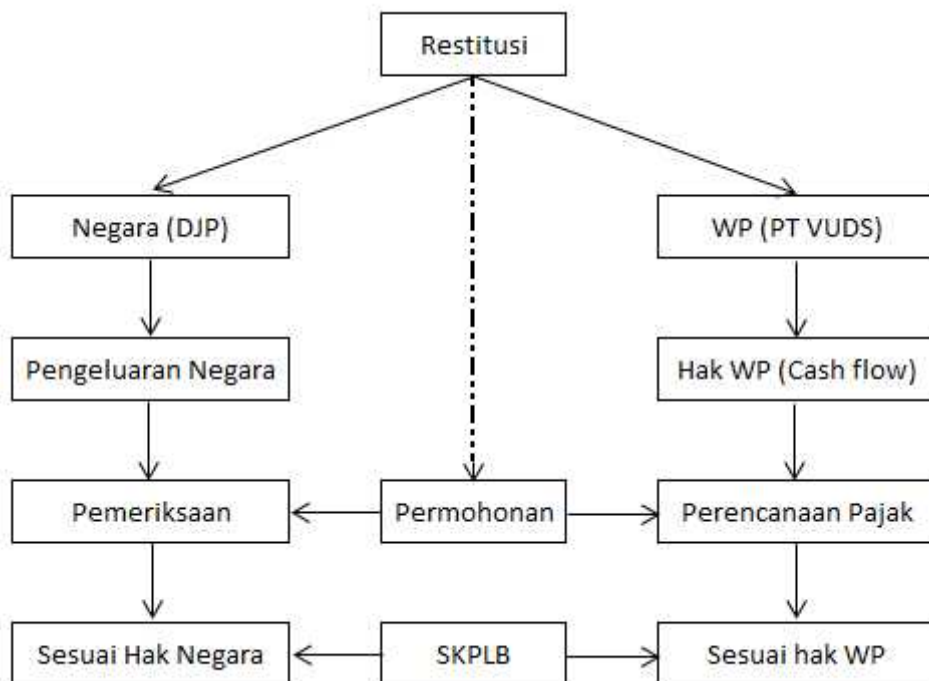 Restitusi
Negara (DJP)
WP (PT VUDS)
Pengeluaran Negara
Hak WP (Cash flow)
Pemeriksaan
Permohonan
Perencanaan Pajak
Sesuai Hak Negara
SKPLB
Sesuai hak WP